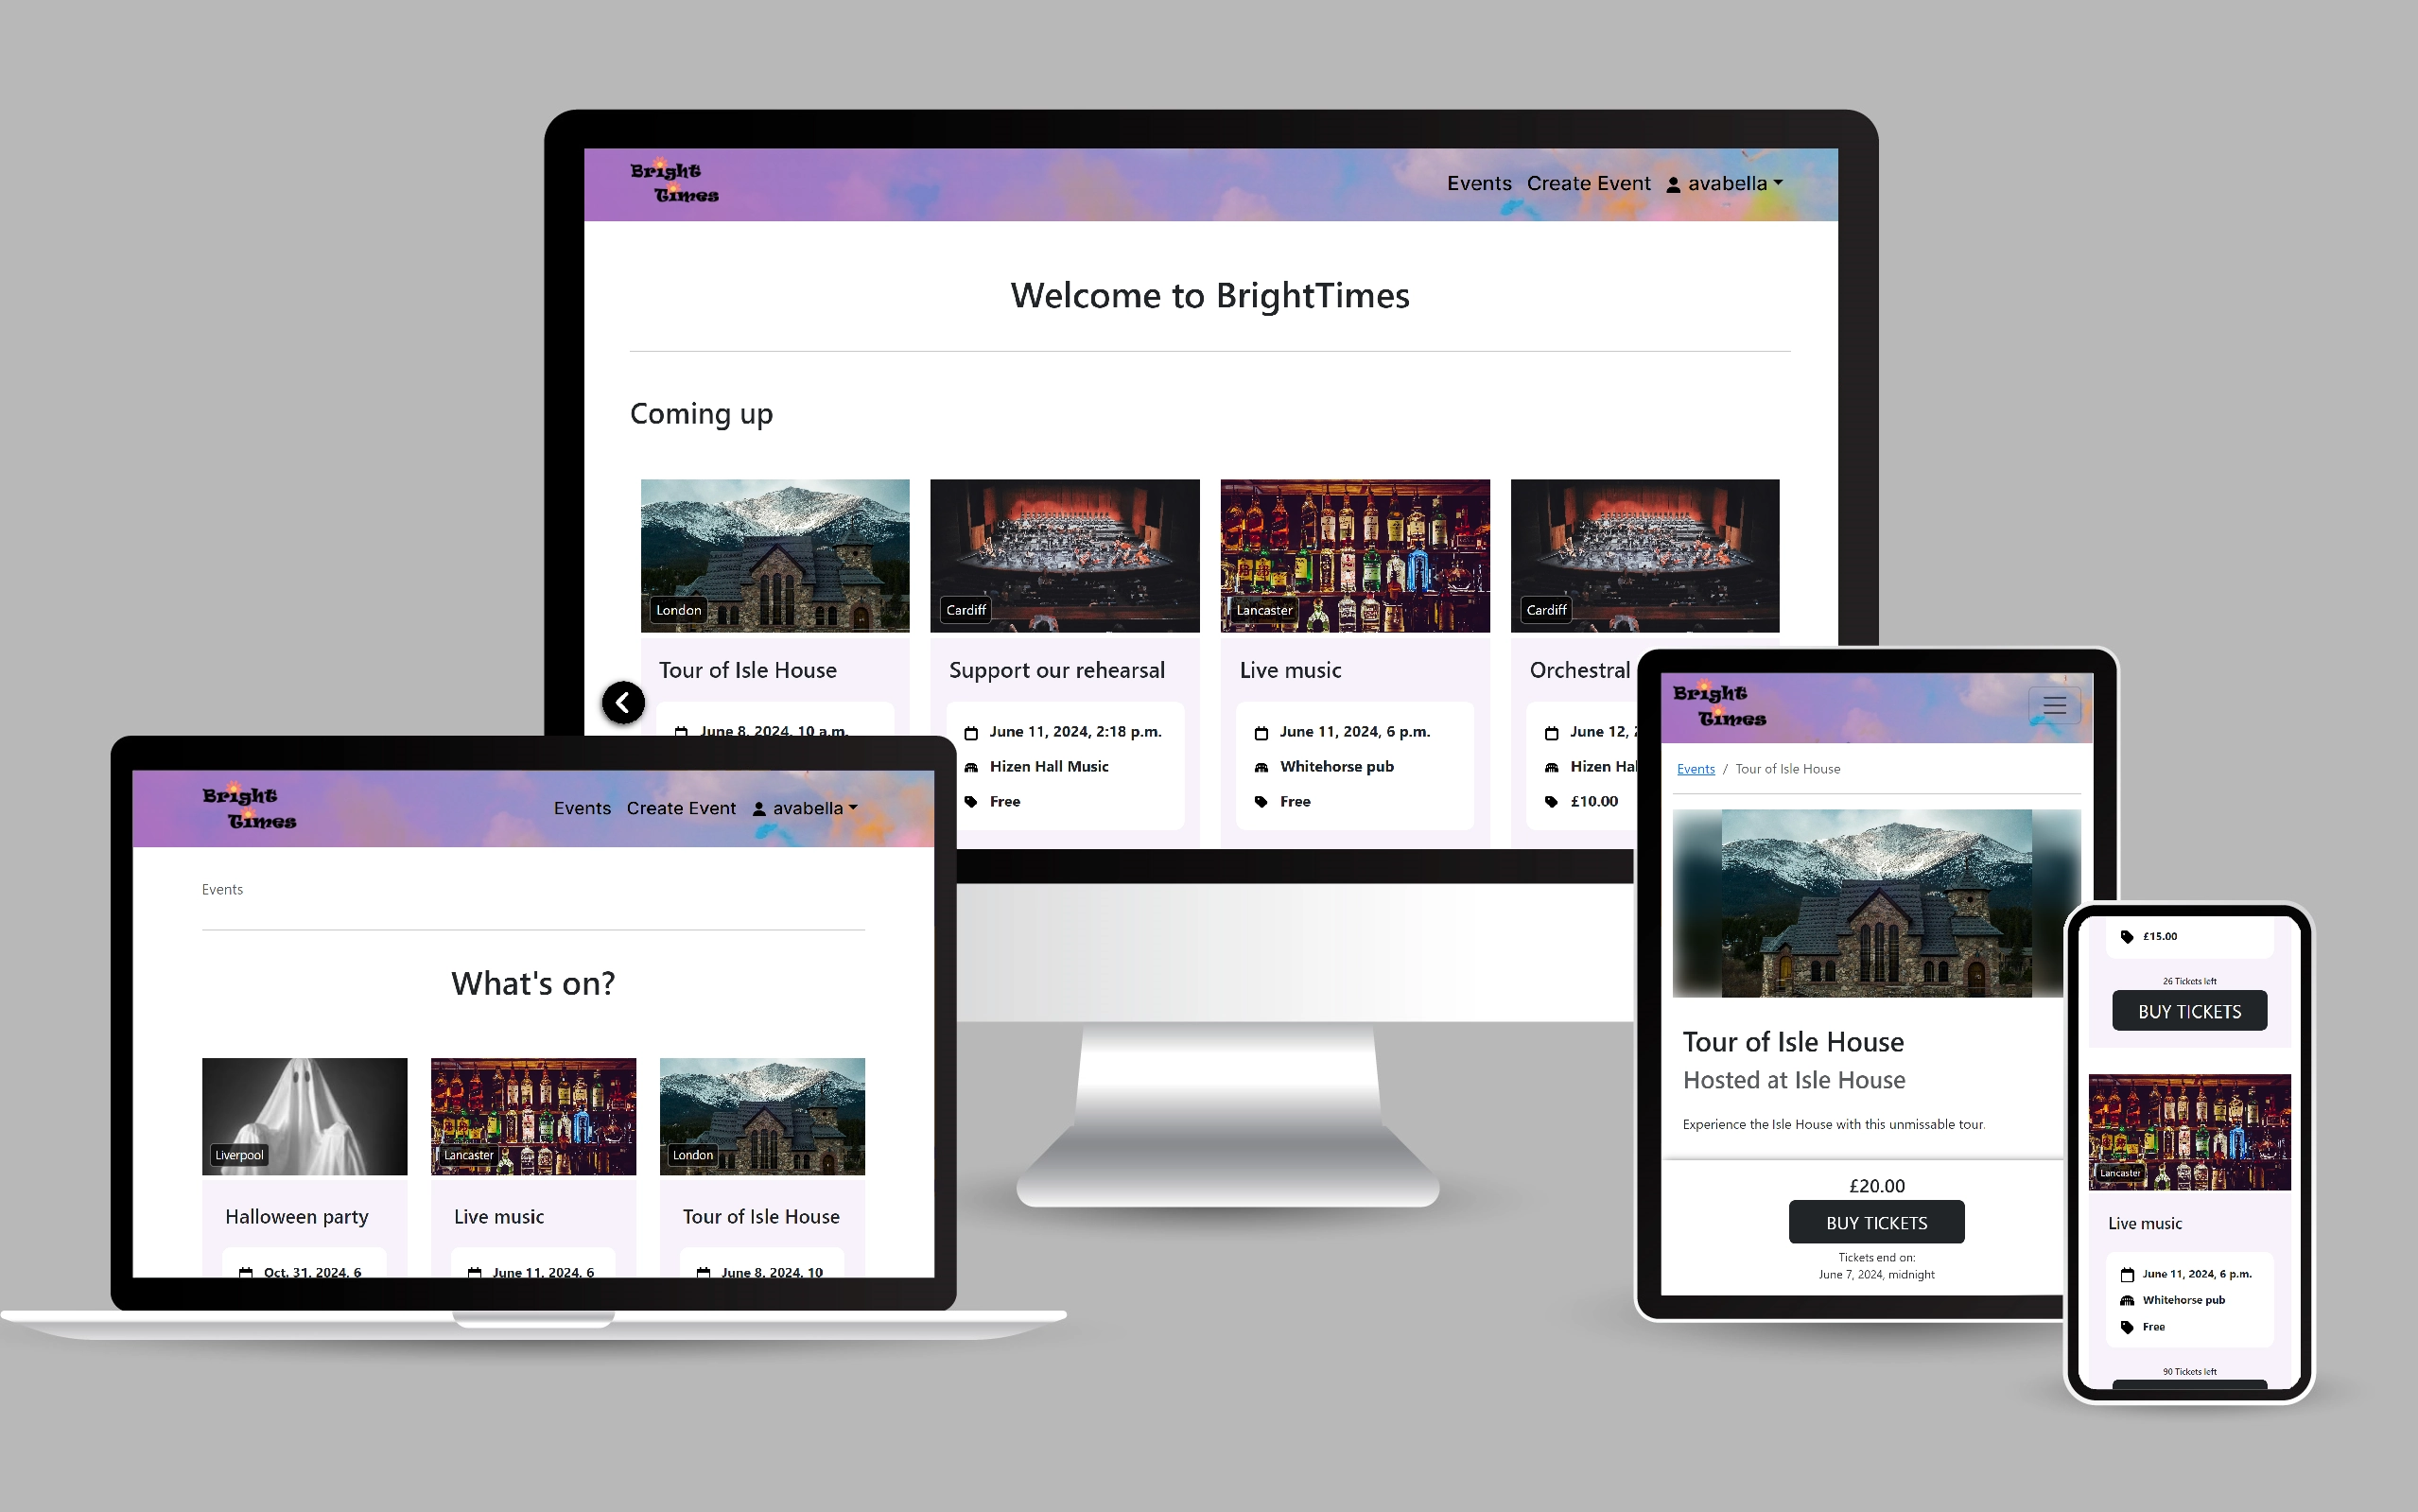 Bright
Times
Events Create Event avabella
Welcome to BrightTimes
Coming up
London
Cardiff
Lancaster
Cardiff
Tour of Isle House
Support our rehearsal
Live music
Orchestral
June 8, 2024, 10 a.m.
June 11, 2024, 2:18 p.m.
Hizen Hall Music
Free
June 11, 2024, 6 p.m.
Whitehorse pub
Free
June 12, 2
Hizen Hal
£10.00
Bright
Times
Events Create Event avabella
Events
What's on?
Liverpool
Lancaster
London
Halloween party
Live music
Tour of Isle House
Oct. 31, 2024, 6
June 11, 2024, 6
June 8, 2024, 10
Bright
Times
Events / Tour of Isle House
Tour of Isle House
Hosted at Isle House
Experience the Isle House with this unmissable tour.
£20.00
BUY TICKETS
Tickets end on:
June 7, 2024, midnight
£15.00
26 Tickets left
BUY TICKETS
Lancaster
Live music
June 11, 2024, 6 p.m.
Whitehorse pub
Free
90 Tickets left